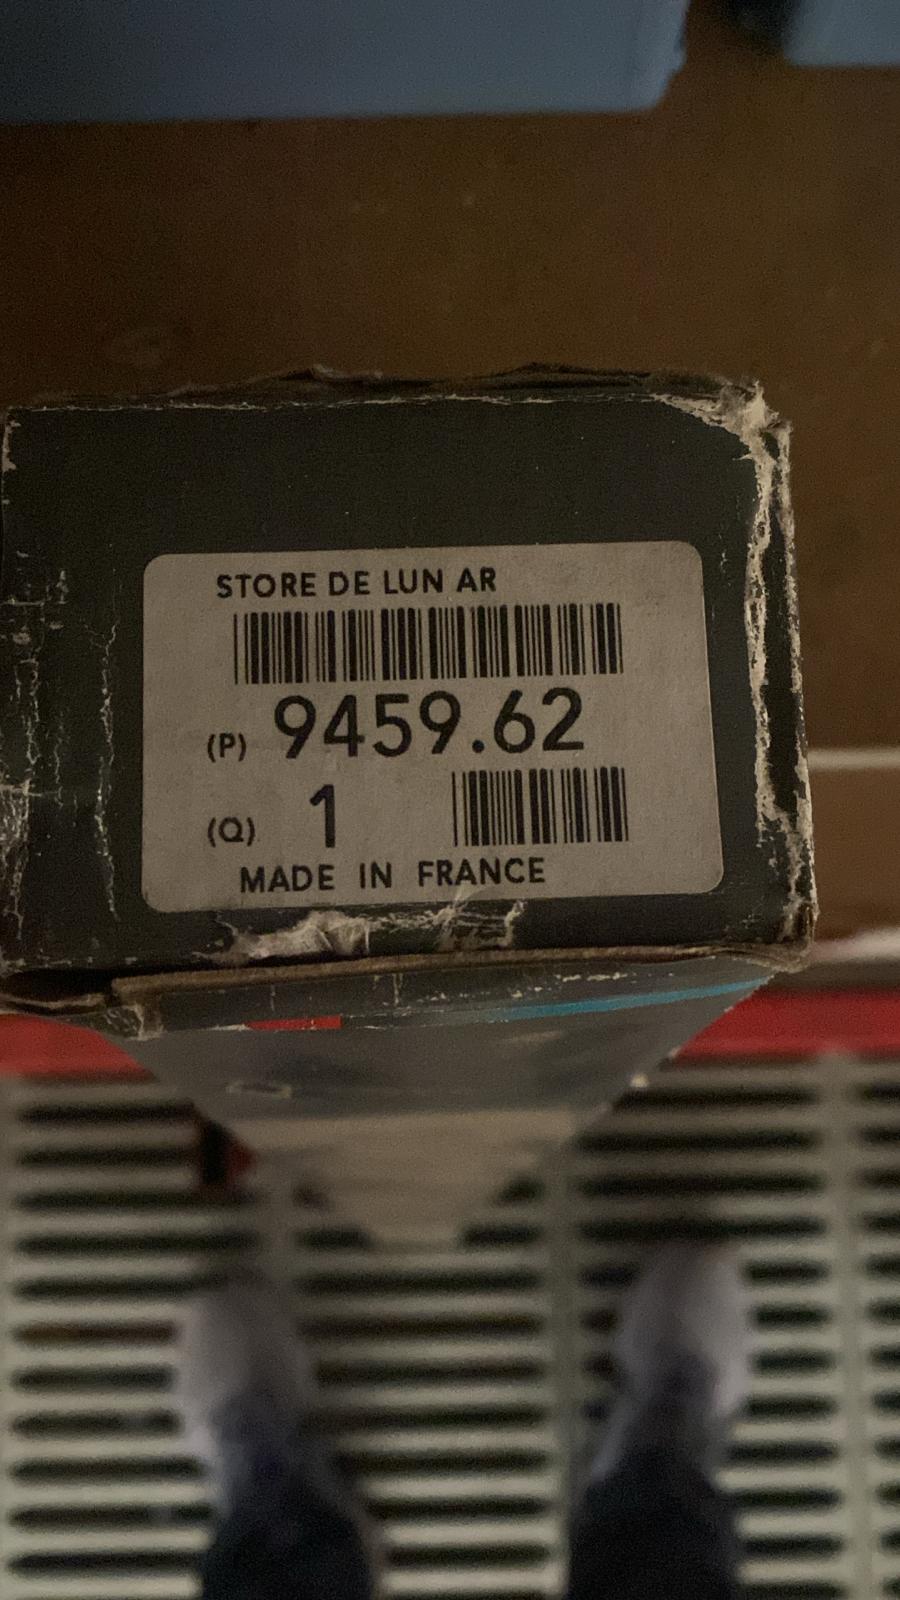 STORE DE LUN AR
(P) 9459.62
(Q) 1
MADE IN FRANCE